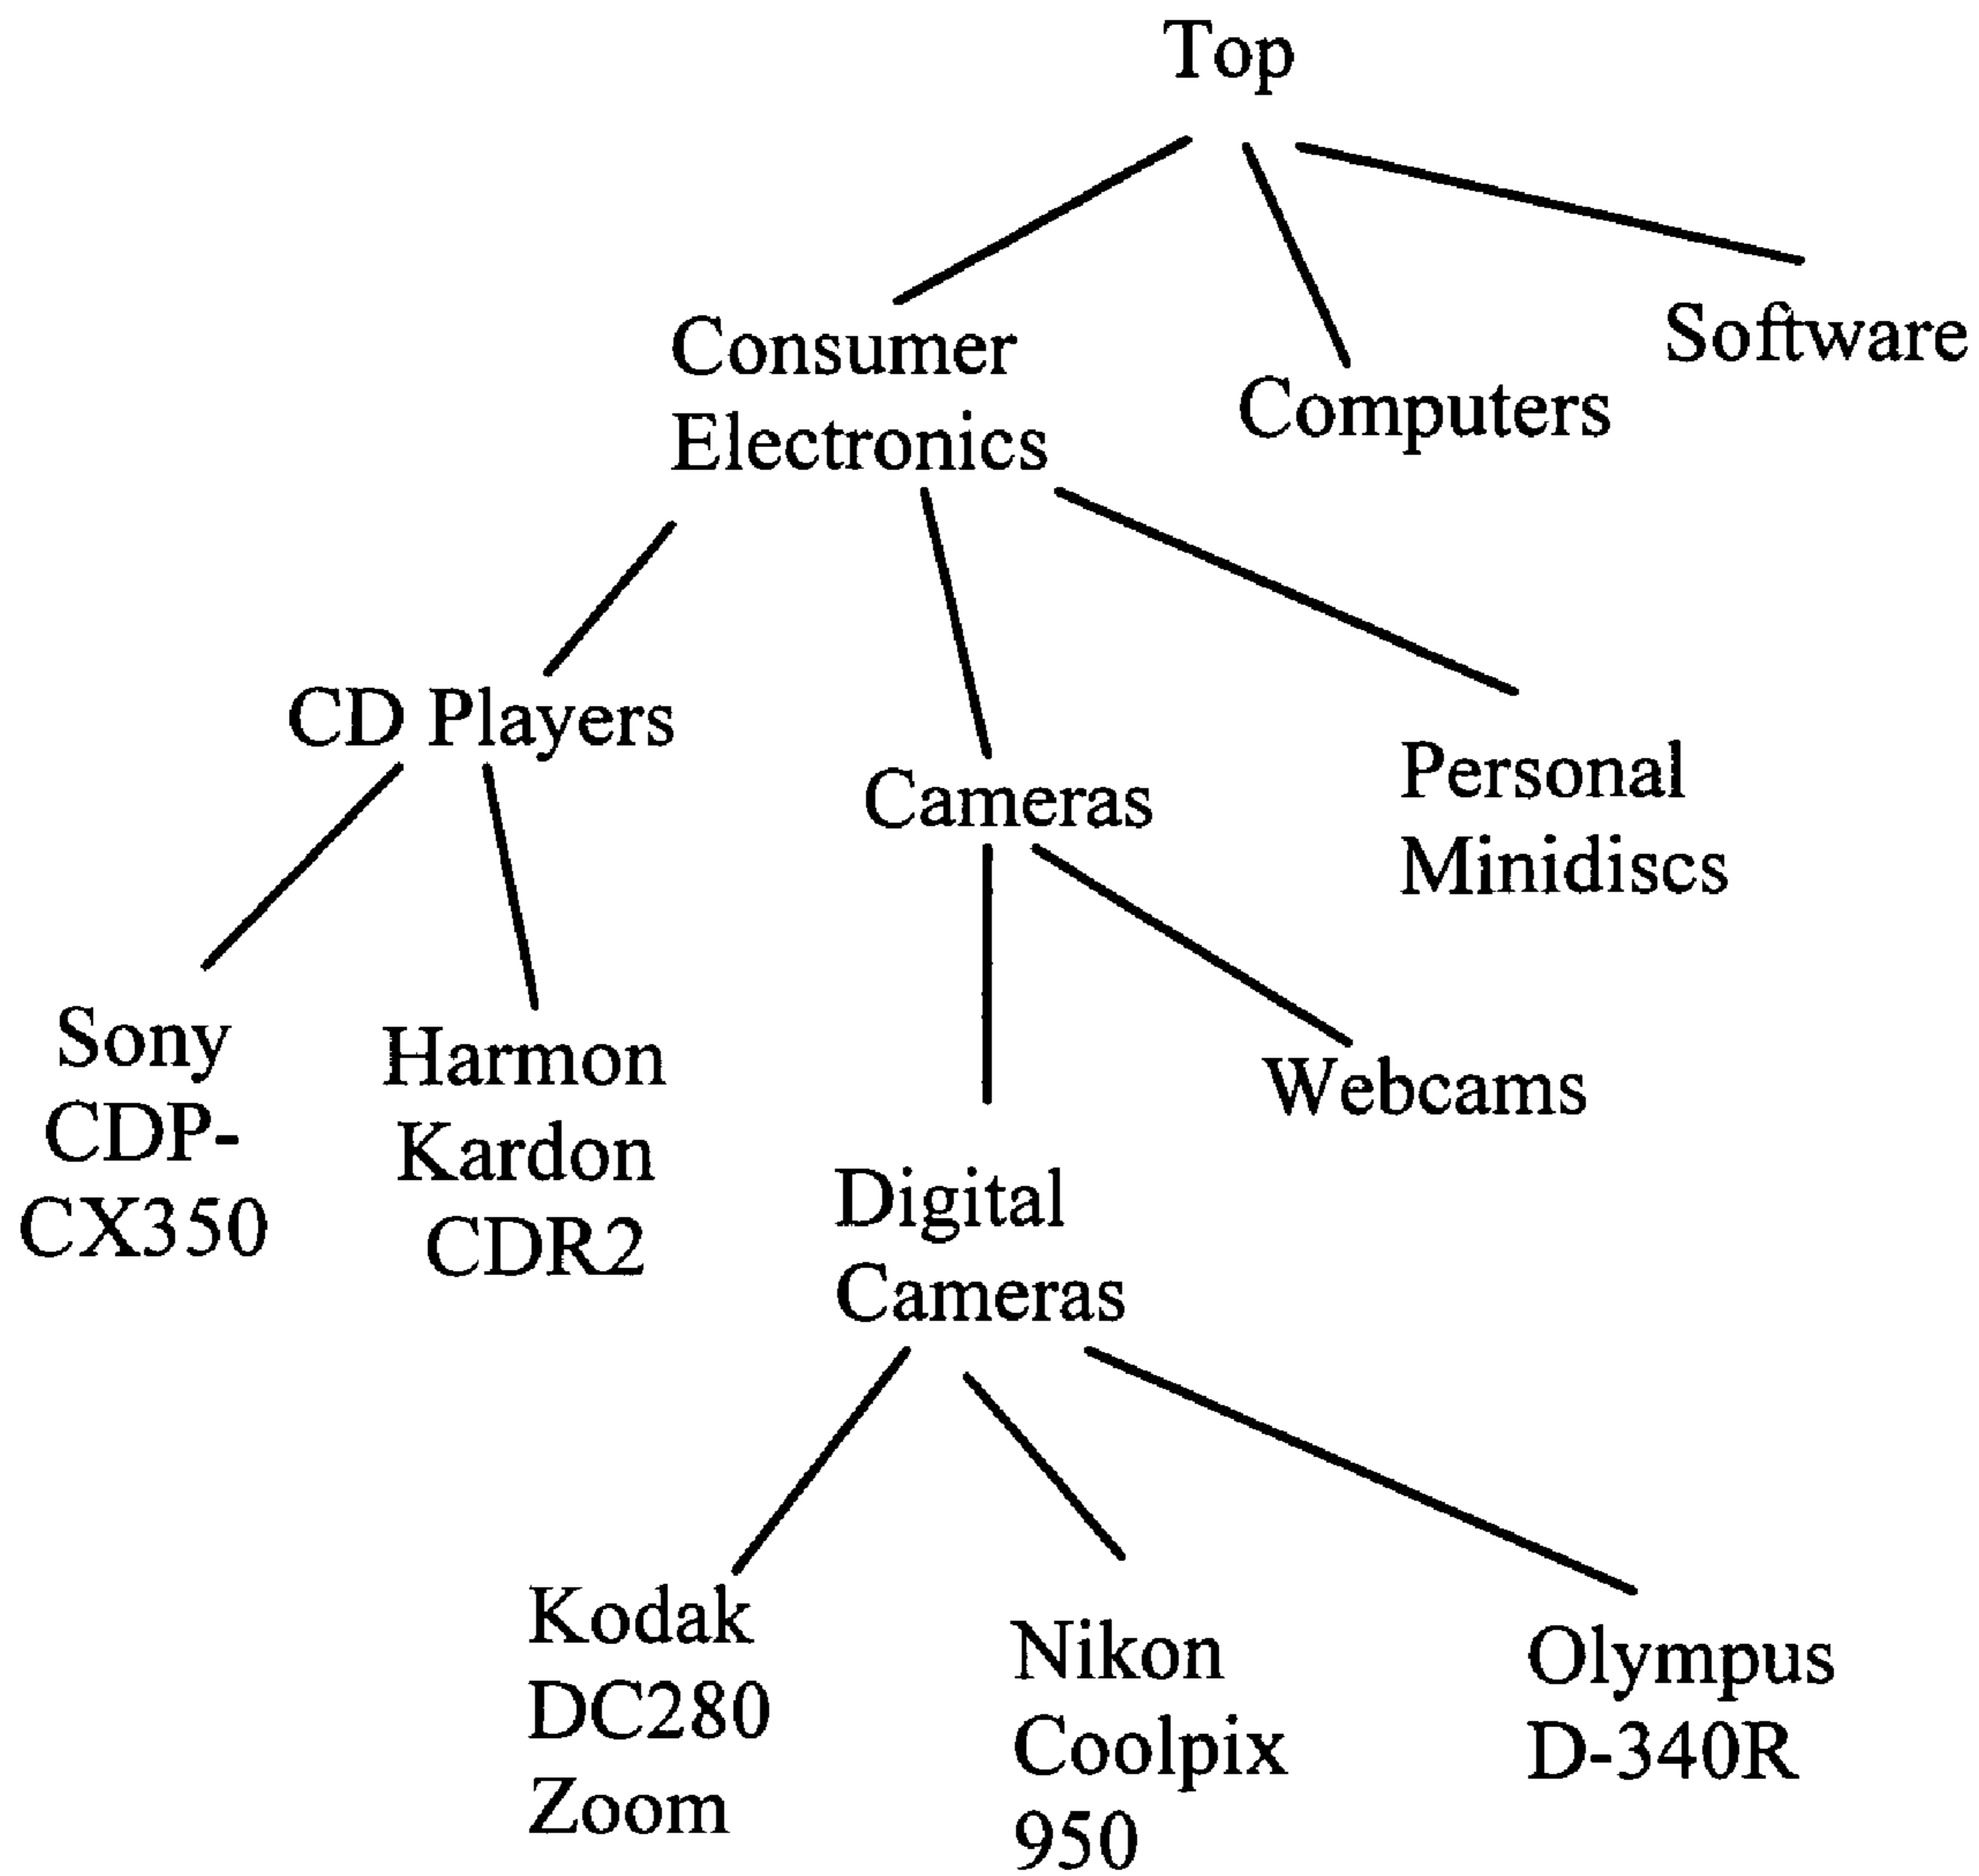 Top
Consumer
Electronics
Computers
Software
CD Players
Cameras
Personal
Minidiscs
Sony
CDP-
CX350
Harmon
Kardon
CDR2
Digital
Cameras
Webcams
Kodak
DC280
Zoom
Nikon
Coolpix
950
Olympus
D-340R